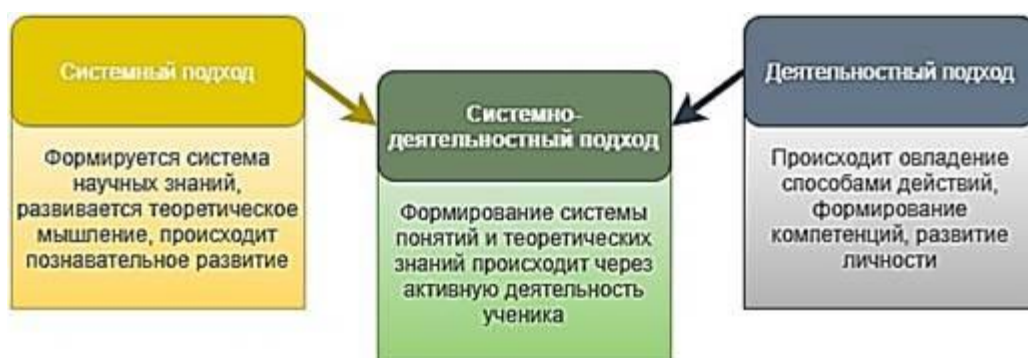 Системный подход
Формируется система
научных знаний,
развивается теоретическое
мышление, происходит
познавательное развитие
Системно-
деятельностный подход
Формирование системы
понятий и теоретических
знаний происходит через
активную деятельность
ученика
Деятельностный подход
Происходит овладение
способами действий,
формирование
компетенций, развитие
личности